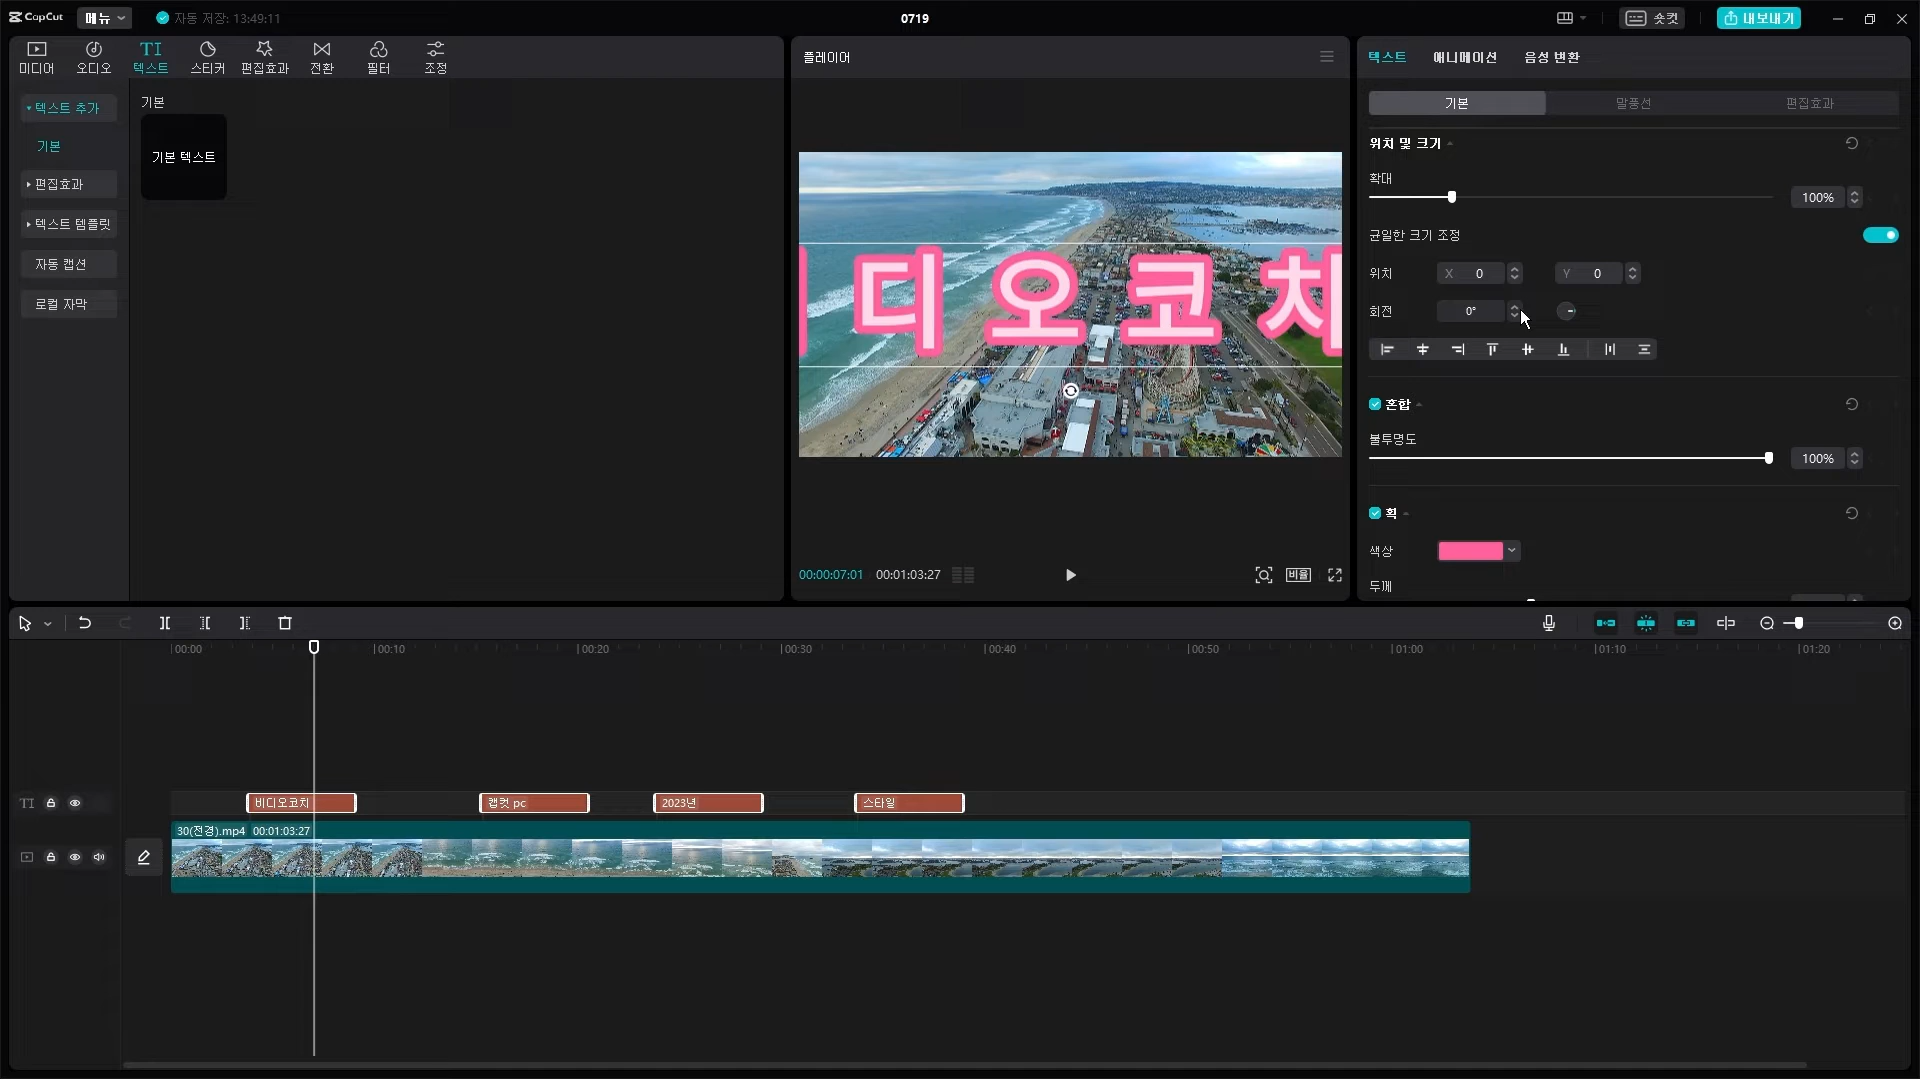 CapCut
메뉴
자동 저장: 13:49:11
0719
숏컷
내보내기
미디어
오디오
TI
텍스트
스티커
편집효과
전환
필터
조정
텍스트 추가
기본
편집효과
텍스트 템플릿
자동 캡션
로컬 자막
기본
기본 텍스트
플레이어
디오코치
00:00:07:01
00:01:03:27
비율
텍스트
애니메이션
음성 변환
기본
말풍선
편집효과
위치 및 크기
확대
100%
균일한 크기 조정
위치
X 0
Y 0
회전
0°
혼합
불투명도
100%
획
색상
두께
00:00
00:10
00:20
00:30
00:40
00:50
01:00
01:10
01:20
TI
비디오코치
캡컷 pc
2023년
스타일
30(전경).mp4 00:01:03:27